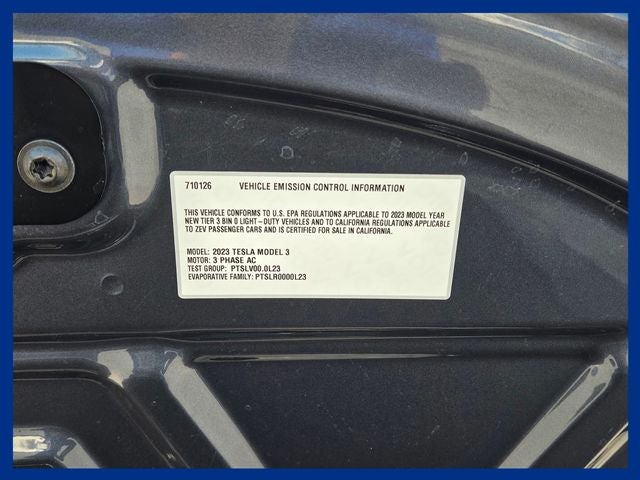 710126 VEHICLE EMISSION CONTROL INFORMATION
THIS VEHICLE CONFORMS TO U.S. EPA REGULATIONS APPLICABLE TO 2023 MODEL YEAR
NEW TIER 3 BIN 0 LIGHT-DUTY VEHICLES AND TO CALIFORNIA REGULATIONS APPLICABLE
TO ZEV PASSENGER CARS AND IS CERTIFIED FOR SALE IN CALIFORNIA.
MODEL: 2023 TESLA MODEL 3
MOTOR: 3 PHASE AC
TEST GROUP: PTSLV00.0L23
EVAPORATIVE FAMILY: PTSLR0000L23